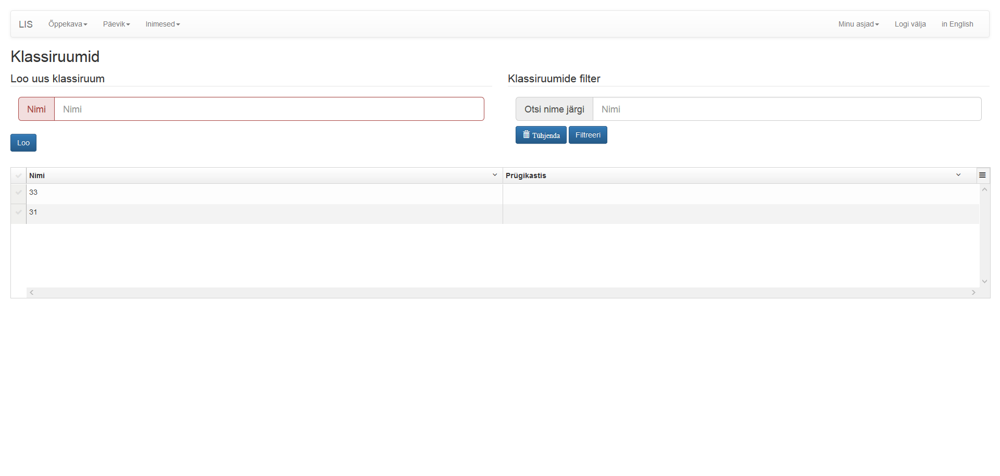 LIS Õppekava Päevik Inimesed Minu asjad Logi välja in English
Klassiruumid
Loo uus klassiruum
Nimi Nimi
Loo
Klassiruumide filter
Otsi nime järgi Nimi
Tühjenda Filtreeri
Nimi Prügikastis
33
31